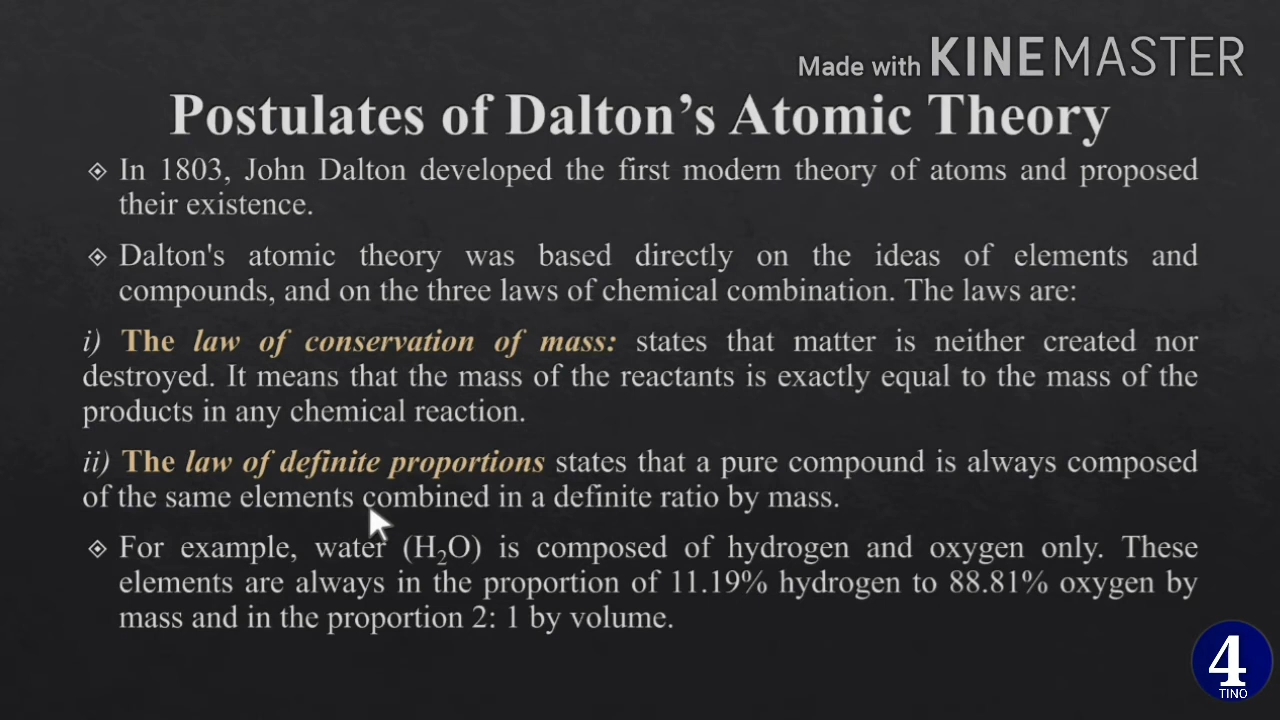 Made with KINEMASTER
Postulates of Dalton’s Atomic Theory
In 1803, John Dalton developed the first modern theory of atoms and proposed
their existence.
Dalton's atomic theory was based directly on the ideas of elements and
compounds, and on the three laws of chemical combination. The laws are:
i) The law of conservation of mass: states that matter is neither created nor
destroyed. It means that the mass of the reactants is exactly equal to the mass of the
products in any chemical reaction.
ii) The law of definite proportions states that a pure compound is always composed
of the same elements combined in a definite ratio by mass.
For example, water (H₂O) is composed of hydrogen and oxygen only. These
elements are always in the proportion of 11.19% hydrogen to 88.81% oxygen by
mass and in the proportion 2: 1 by volume.
4
TINO